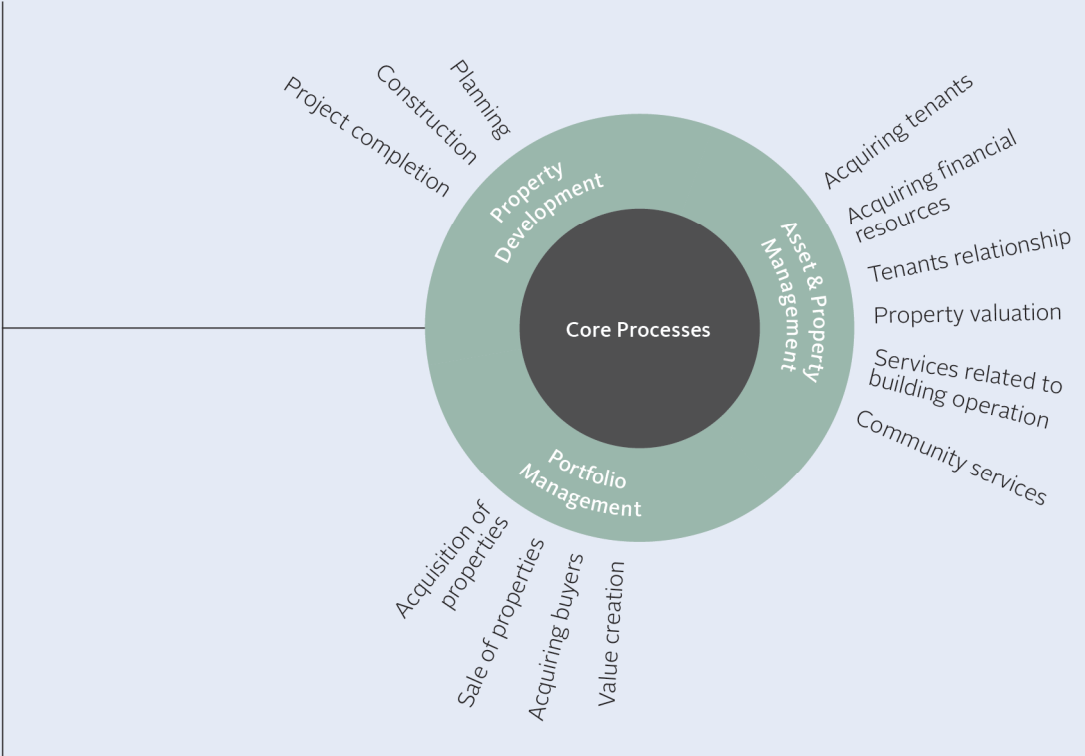 Planning
Construction
Project completion
Property
Development
Acquiring tenants
Acquiring financial
resources
Tenants relationship
Property valuation
Services related to
building operation
Community services
Asset & Property
Management
Core Processes
Portfolio
Management
Acquisition of
properties
Sale of properties
Acquiring buyers
Value creation